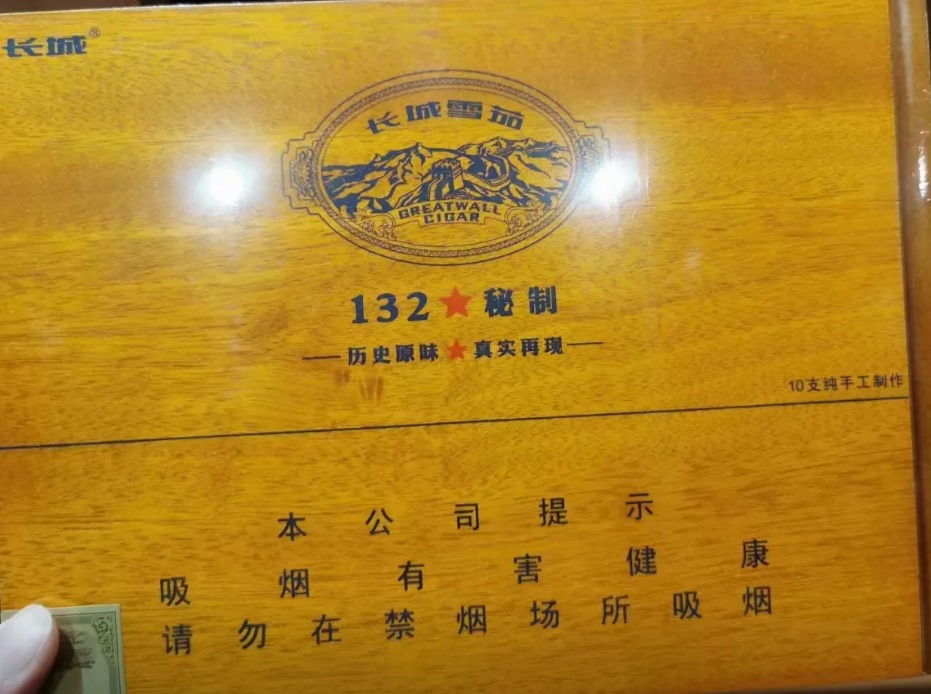 长城®
长城雪茄
GREATWALL
CIGAR
132★秘制
历史原味★真实再现
10支纯手工制作
本公司提示
吸烟有害健康
请勿在禁烟场所吸烟